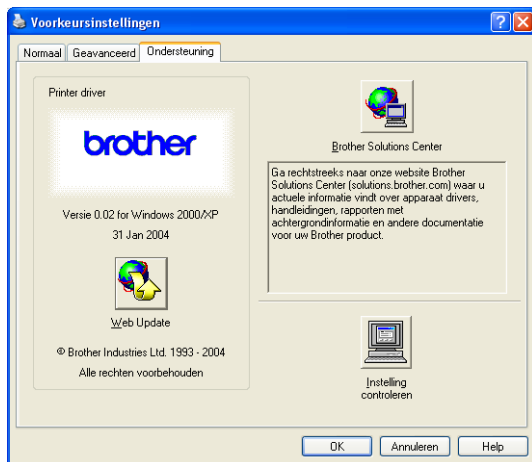 Voorkeursinstellingen
Normaal
Geavanceerd
Ondersteuning
Printer driver
brother
Versie 0.02 for Windows 2000/XP
31 Jan 2004
Web Update
© Brother Industries Ltd. 1993 - 2004
Alle rechten voorbehouden
Brother Solutions Center
Ga rechtstreeks naar onze website Brother
Solutions Center (solutions.brother.com) waar u
actuele informatie vindt over apparaat drivers,
handleidingen, rapporten met
achtergrondinformatie en andere documentatie
voor uw Brother product.
Instelling
controleren
OK
Annuleren
Help